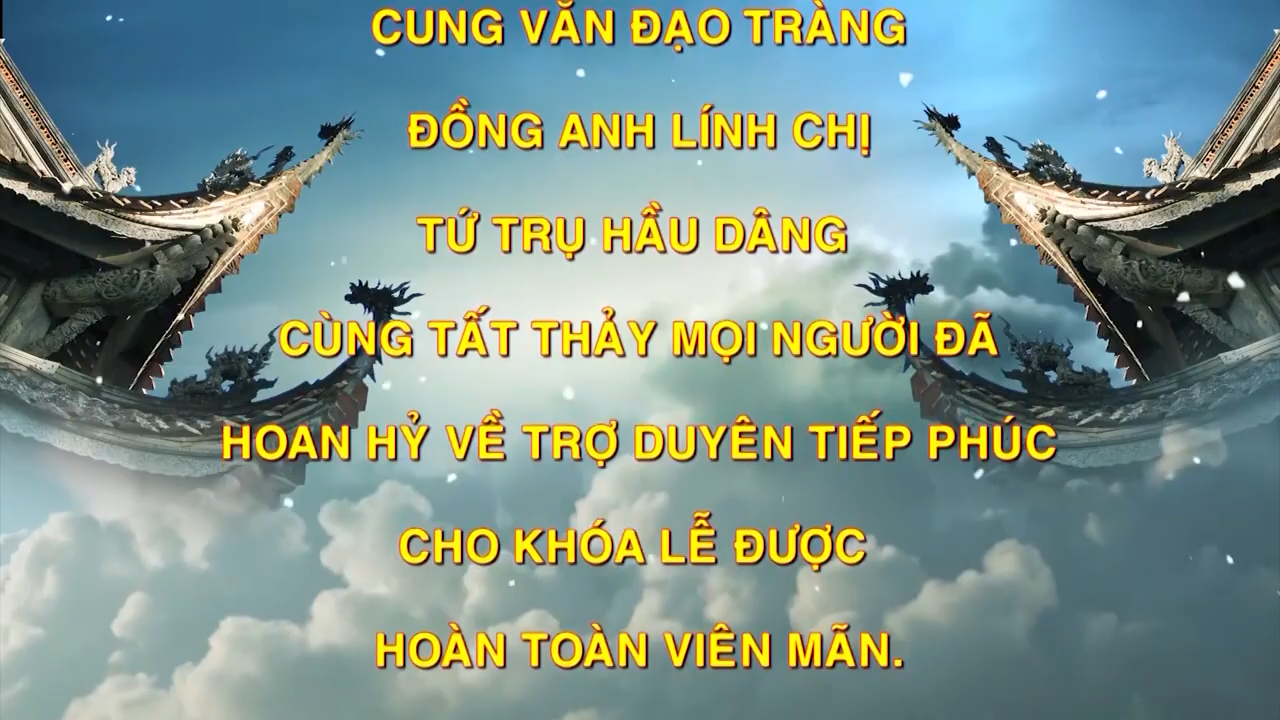 CUNG VĂN ĐẠO TRÀNG
ĐỒNG ANH LÍNH CHỊ
TỨ TRỤ HẦU DÂNG
CÙNG TẤT THẢY MỌI NGƯỜI ĐÃ
HOAN HỶ VỀ TRỢ DUYÊN TIẾP PHÚC
CHO KHÓA LỄ ĐƯỢC
HOÀN TOÀN VIÊN MÃN.